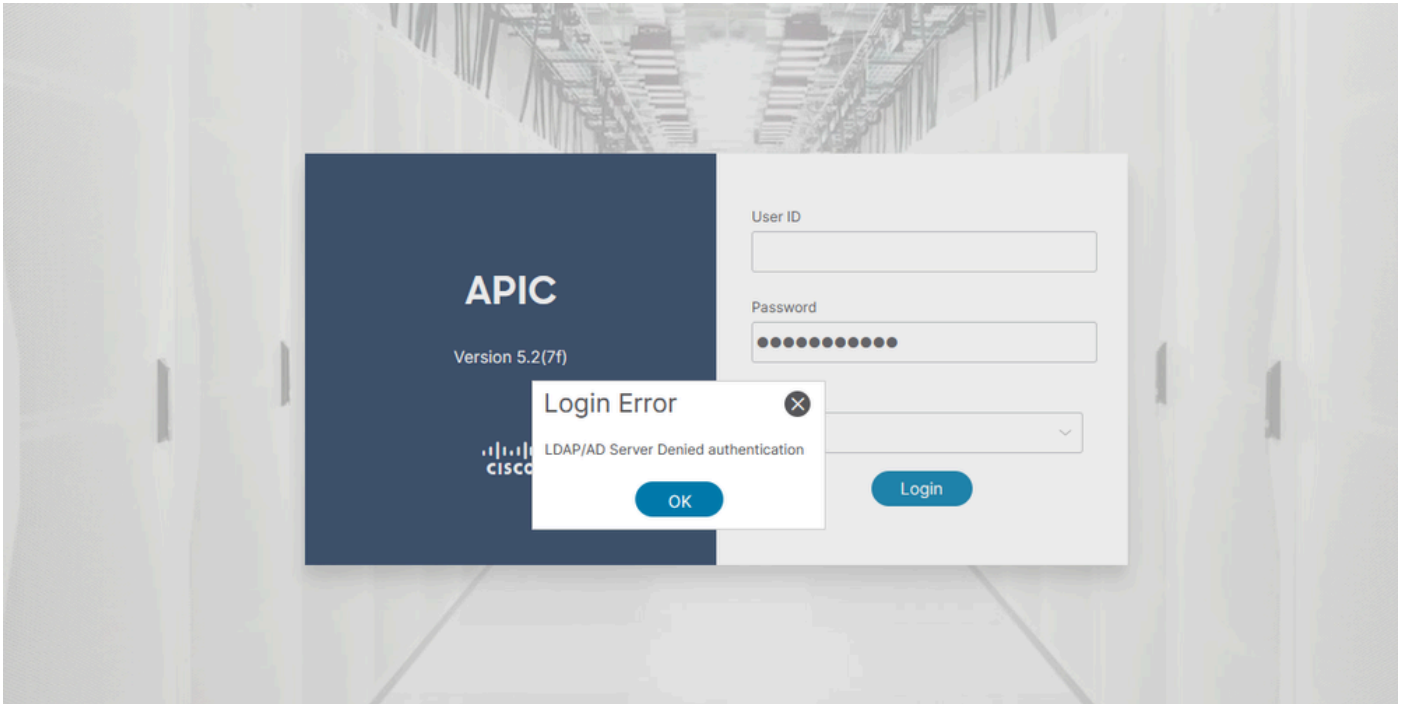 User ID
APIC
Password
Version 5.2(7f)
Login Error
LDAP/AD Server Denied authentication
OK
Login